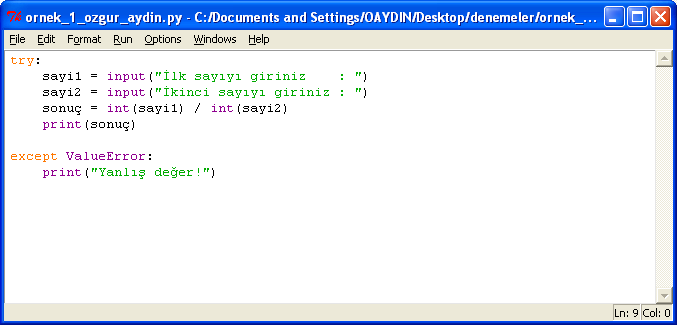 ornek_1_ozgur_aydin.py - C:/Documents and Settings/OAYDIN/Desktop/denemeler/ornek_...
File Edit Format Run Options Windows Help
try:
    sayi1 = input("İlk sayıyı giriniz    : ")
    sayi2 = input("İkinci sayıyı giriniz : ")
    sonuç = int(sayi1) / int(sayi2)
    print(sonuç)

except ValueError:
    print("Yanlış değer!")
Ln: 9 Col: 0